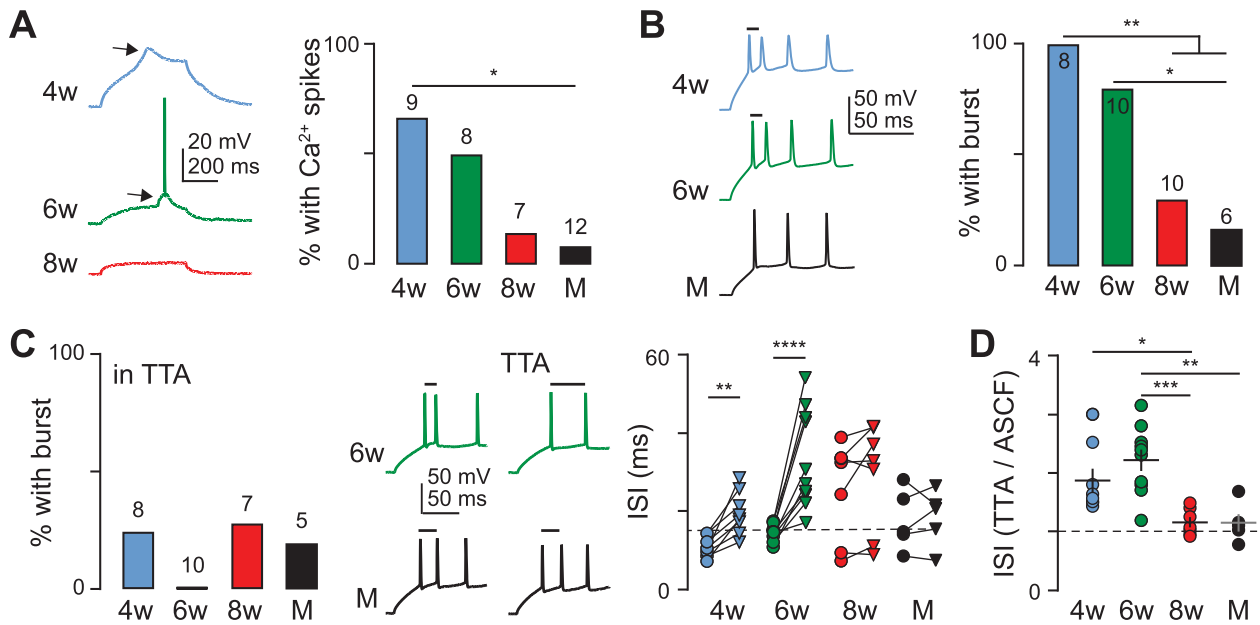 A
4w
6w
8w
20 mV
200 ms
% with Ca²⁺ spikes
100
0
*
9
8
7
12
4w
6w
8w
M
B
4w
6w
M
50 mV
50 ms
% with burst
100
0
**
*
8
10
10
6
4w
6w
8w
M
C
% with burst
100
0
in TTA
8
10
7
5
4w
6w
8w
M
TTA
6w
50 mV
50 ms
M
ISI (ms)
60
0
**
****
4w
6w
8w
M
D
ISI (TTA / ASCF)
4
0
*
**
***
4w
6w
8w
M